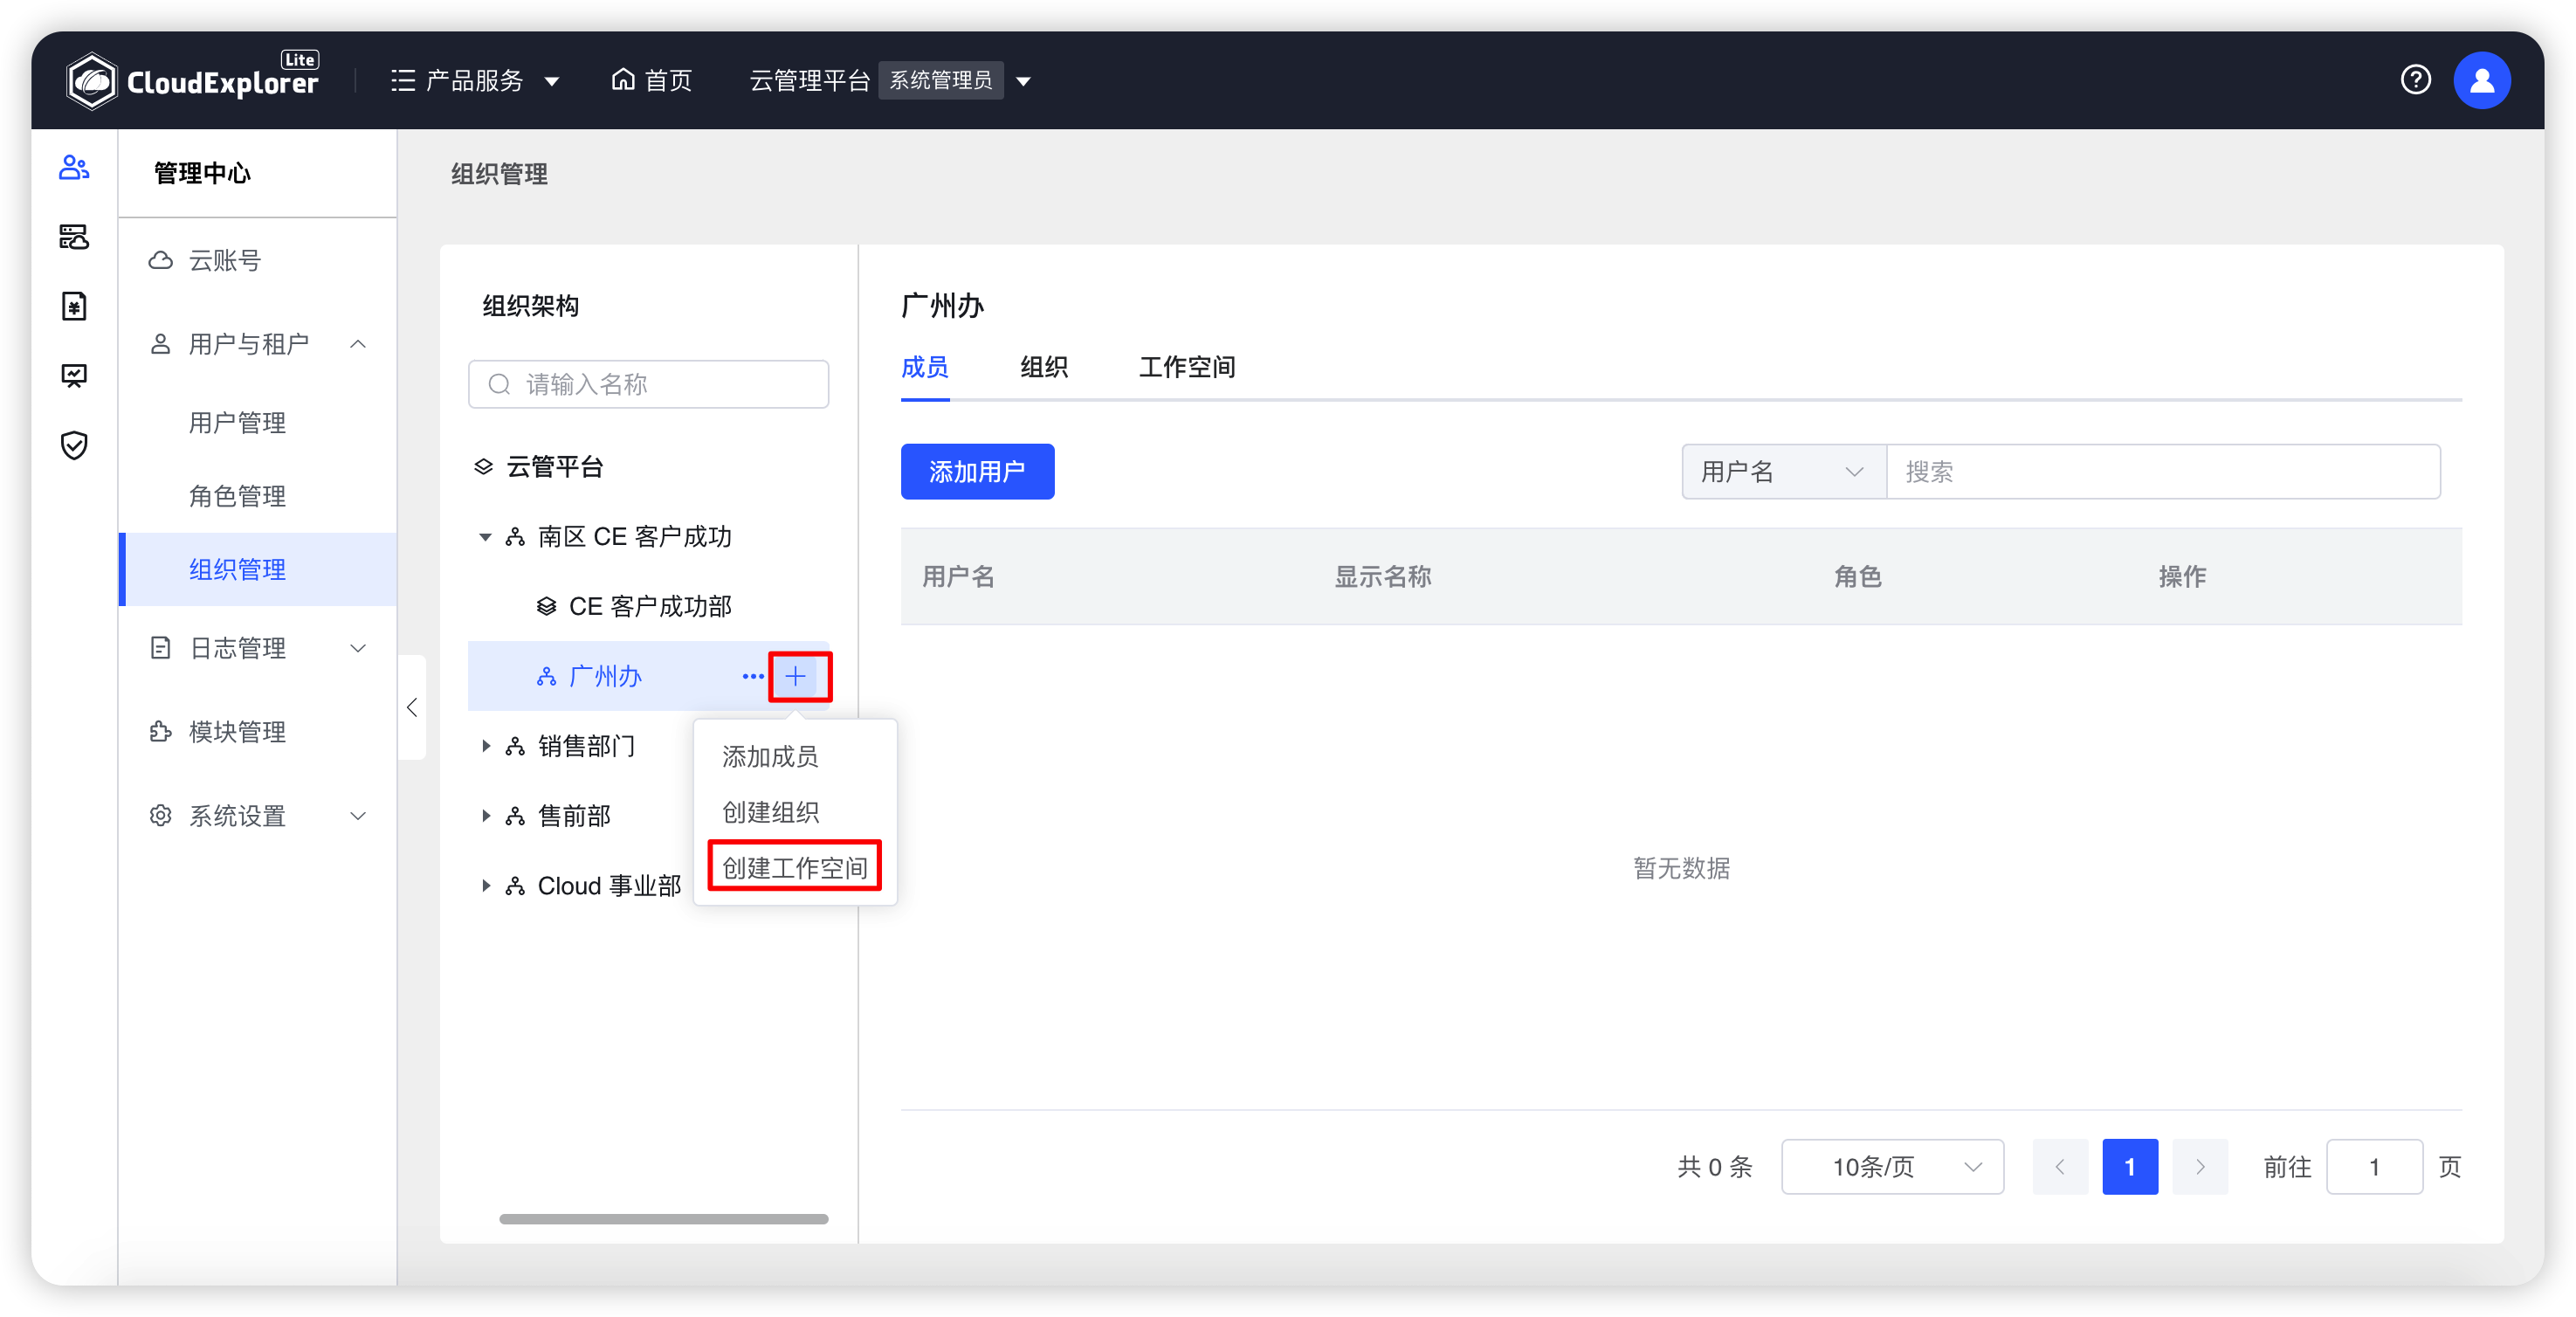 CloudExplorer Lite
产品服务
首页
云管理平台 系统管理员
管理中心
云账号
用户与租户
用户管理
角色管理
组织管理
日志管理
模块管理
系统设置
组织管理
组织架构
请输入名称
云管平台
南区 CE 客户成功
CE 客户成功部
广州办
销售部门
售前部
Cloud 事业部
添加成员
创建组织
创建工作空间
广州办
成员 组织 工作空间
添加用户
用户名 搜索
用户名 显示名称 角色 操作
暂无数据
共 0 条 10条/页 1 前往 1 页